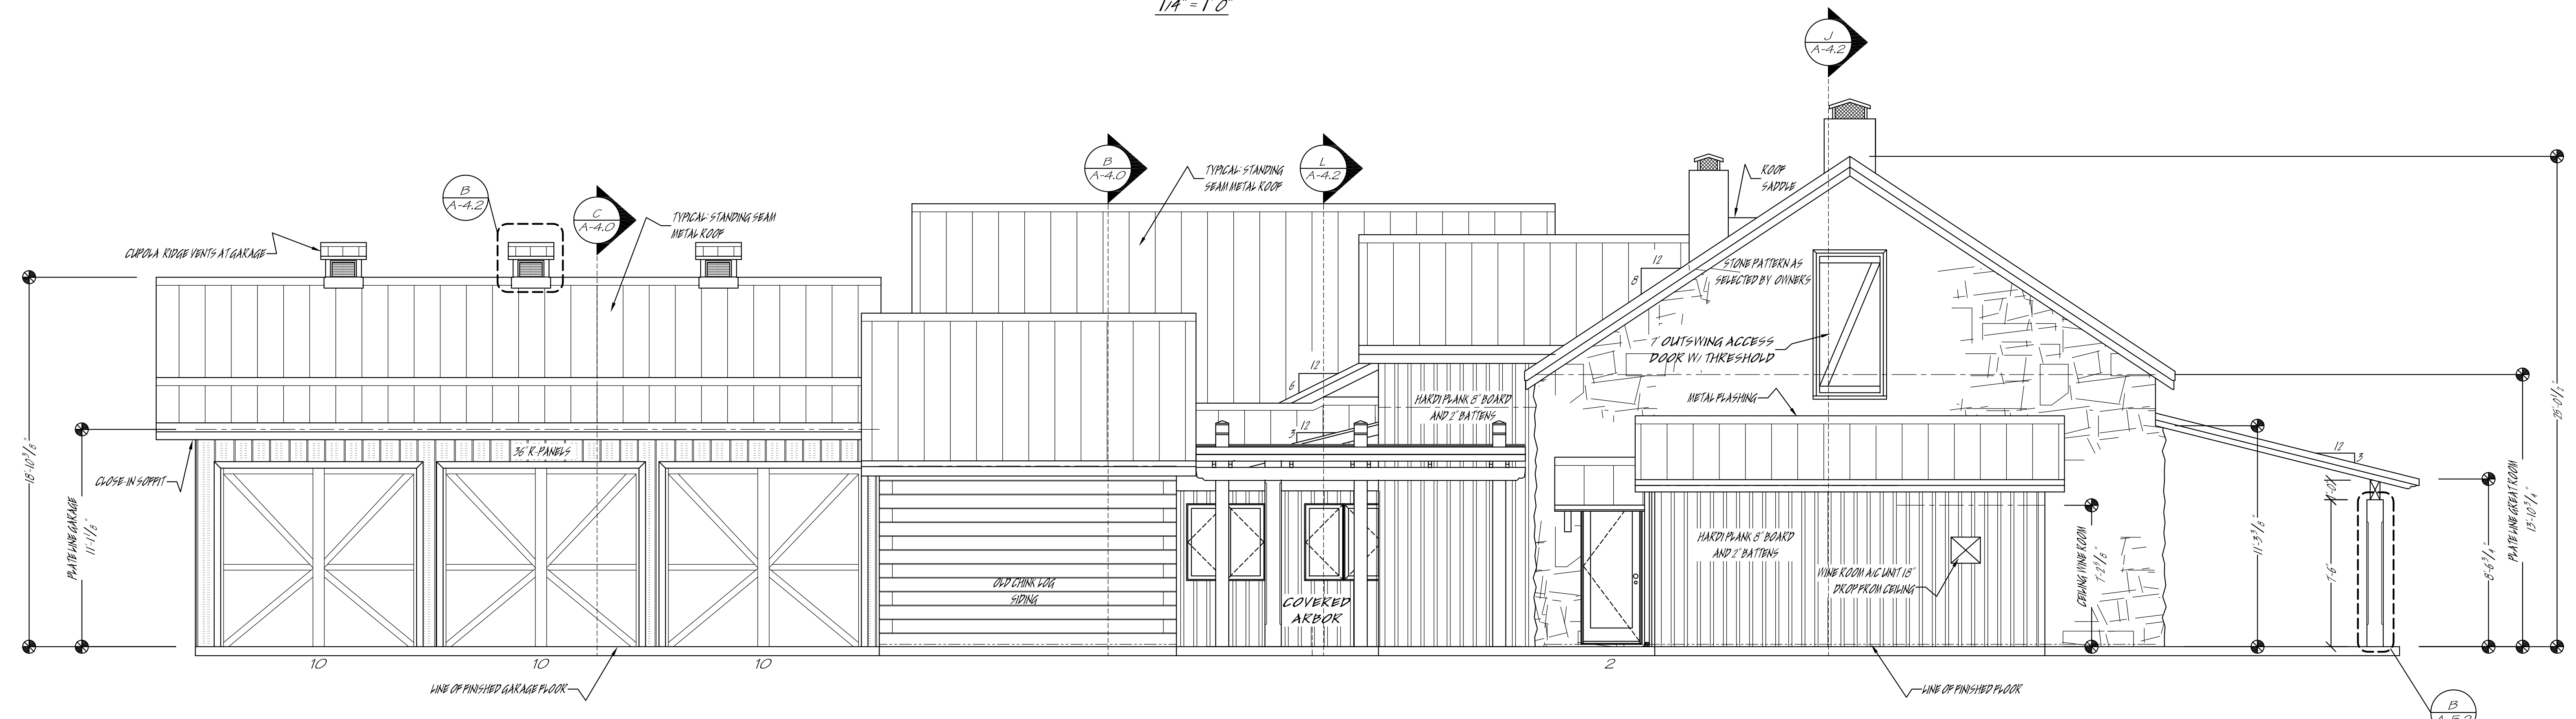 1/4" = 1'0"
J
A-4.2
B
A-4.0
L
A-4.2
B
A-4.2
C
A-4.0
TYPICAL: STANDING
SEAM METAL ROOF
ROOF
SADDLE
TYPICAL: STANDING SEAM
METAL ROOF
CUPOLA RIDGE VENTS AT GARAGE
12
8
STONE PATTERN AS
SELECTED BY OWNERS
1' OUTSWING ACCESS
DOOR W/ THRESHOLD
12
6
HARDI PLANK 8" BOARD
AND 2" BATTENS
METAL FLASHING
12
3
36" R-PANELS
CLOSE-IN SOFFIT
18'-10 3/8"
PLATE LINE GARAGE
11'-1 1/8"
12
3
HARDI PLANK 8" BOARD
AND 2" BATTENS
WINE ROOM A/C UNIT 18"
DROP FROM CEILING
OLD CHINK LOG
SIDING
COVERED
ARBOR
CEILING WINE ROOM
7'-2 5/8"
11'-3 3/8"
1'-0"
7'-6"
8'-6 3/4"
PLATE LINE GREAT ROOM
13'-10 3/4"
25'-0 1/2"
10
10
10
2
LINE OF FINISHED GARAGE FLOOR
LINE OF FINISHED FLOOR
B
A-5.2